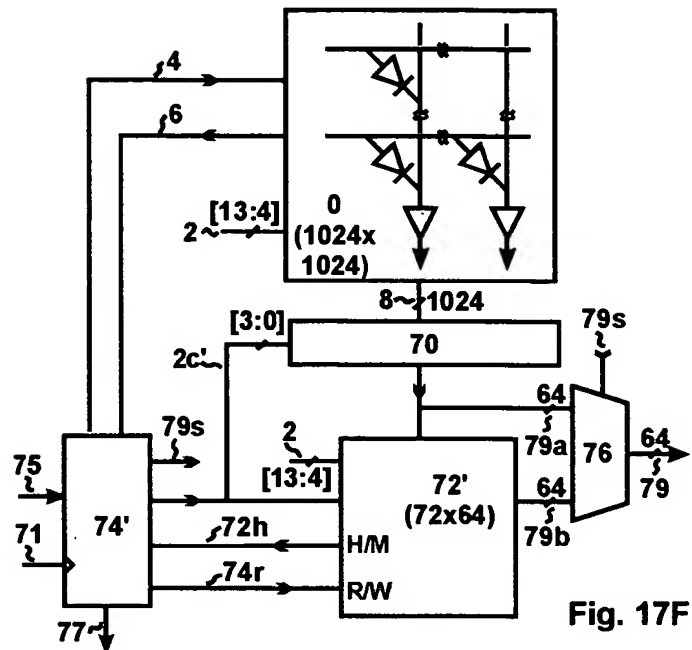 4
6
0
(1024x
1024)
[13:4]
2
8
1024
[3:0]
70
79s
2c'
64
79a
76
64
79
79s
2
[13:4]
72'
(72x64)
64
79b
75
74'
71
72h
H/M
74r
R/W
77
Fig. 17F